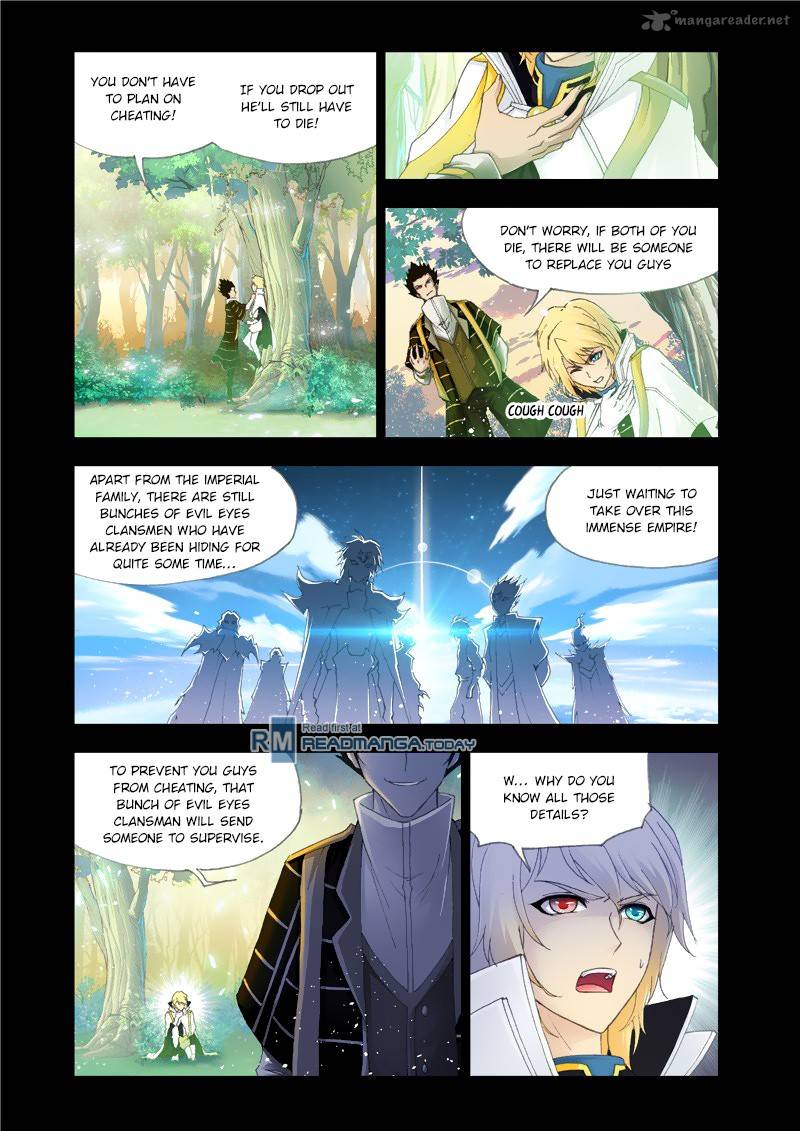 mangareader.net
YOU DON'T HAVE
TO PLAN ON
CHEATING!
IF YOU DROP OUT
HE'LL STILL HAVE
TO DIE!
DON'T WORRY, IF BOTH OF YOU
DIE, THERE WILL BE SOMEONE
TO REPLACE YOU GUYS
COUGH COUGH
APART FROM THE IMPERIAL
FAMILY, THERE ARE STILL
BUNCHES OF EVIL EYES
CLANSMEN WHO HAVE
ALREADY BEEN HIDING FOR
QUITE SOME TIME...
JUST WAITING TO
TAKE OVER THIS
IMMENSE EMPIRE!
RM
Read first at
READMANGA.TODAY
TO PREVENT YOU GUYS
FROM CHEATING, THAT
BUNCH OF EVIL EYES
CLANSMAN WILL SEND
SOMEONE TO SUPERVISE.
W... WHY DO YOU
KNOW ALL THOSE
DETAILS?